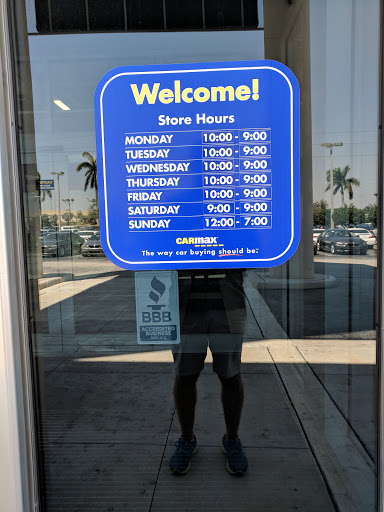 Welcome!
Store Hours
MONDAY 10:00 - 9:00
TUESDAY 10:00 - 9:00
WEDNESDAY 10:00 - 9:00
THURSDAY 10:00 - 9:00
FRIDAY 10:00 - 9:00
SATURDAY 9:00 - 9:00
SUNDAY 12:00 - 7:00
CARMAX
The way car buying should be.
BBB
ACCREDITED
BUSINESS